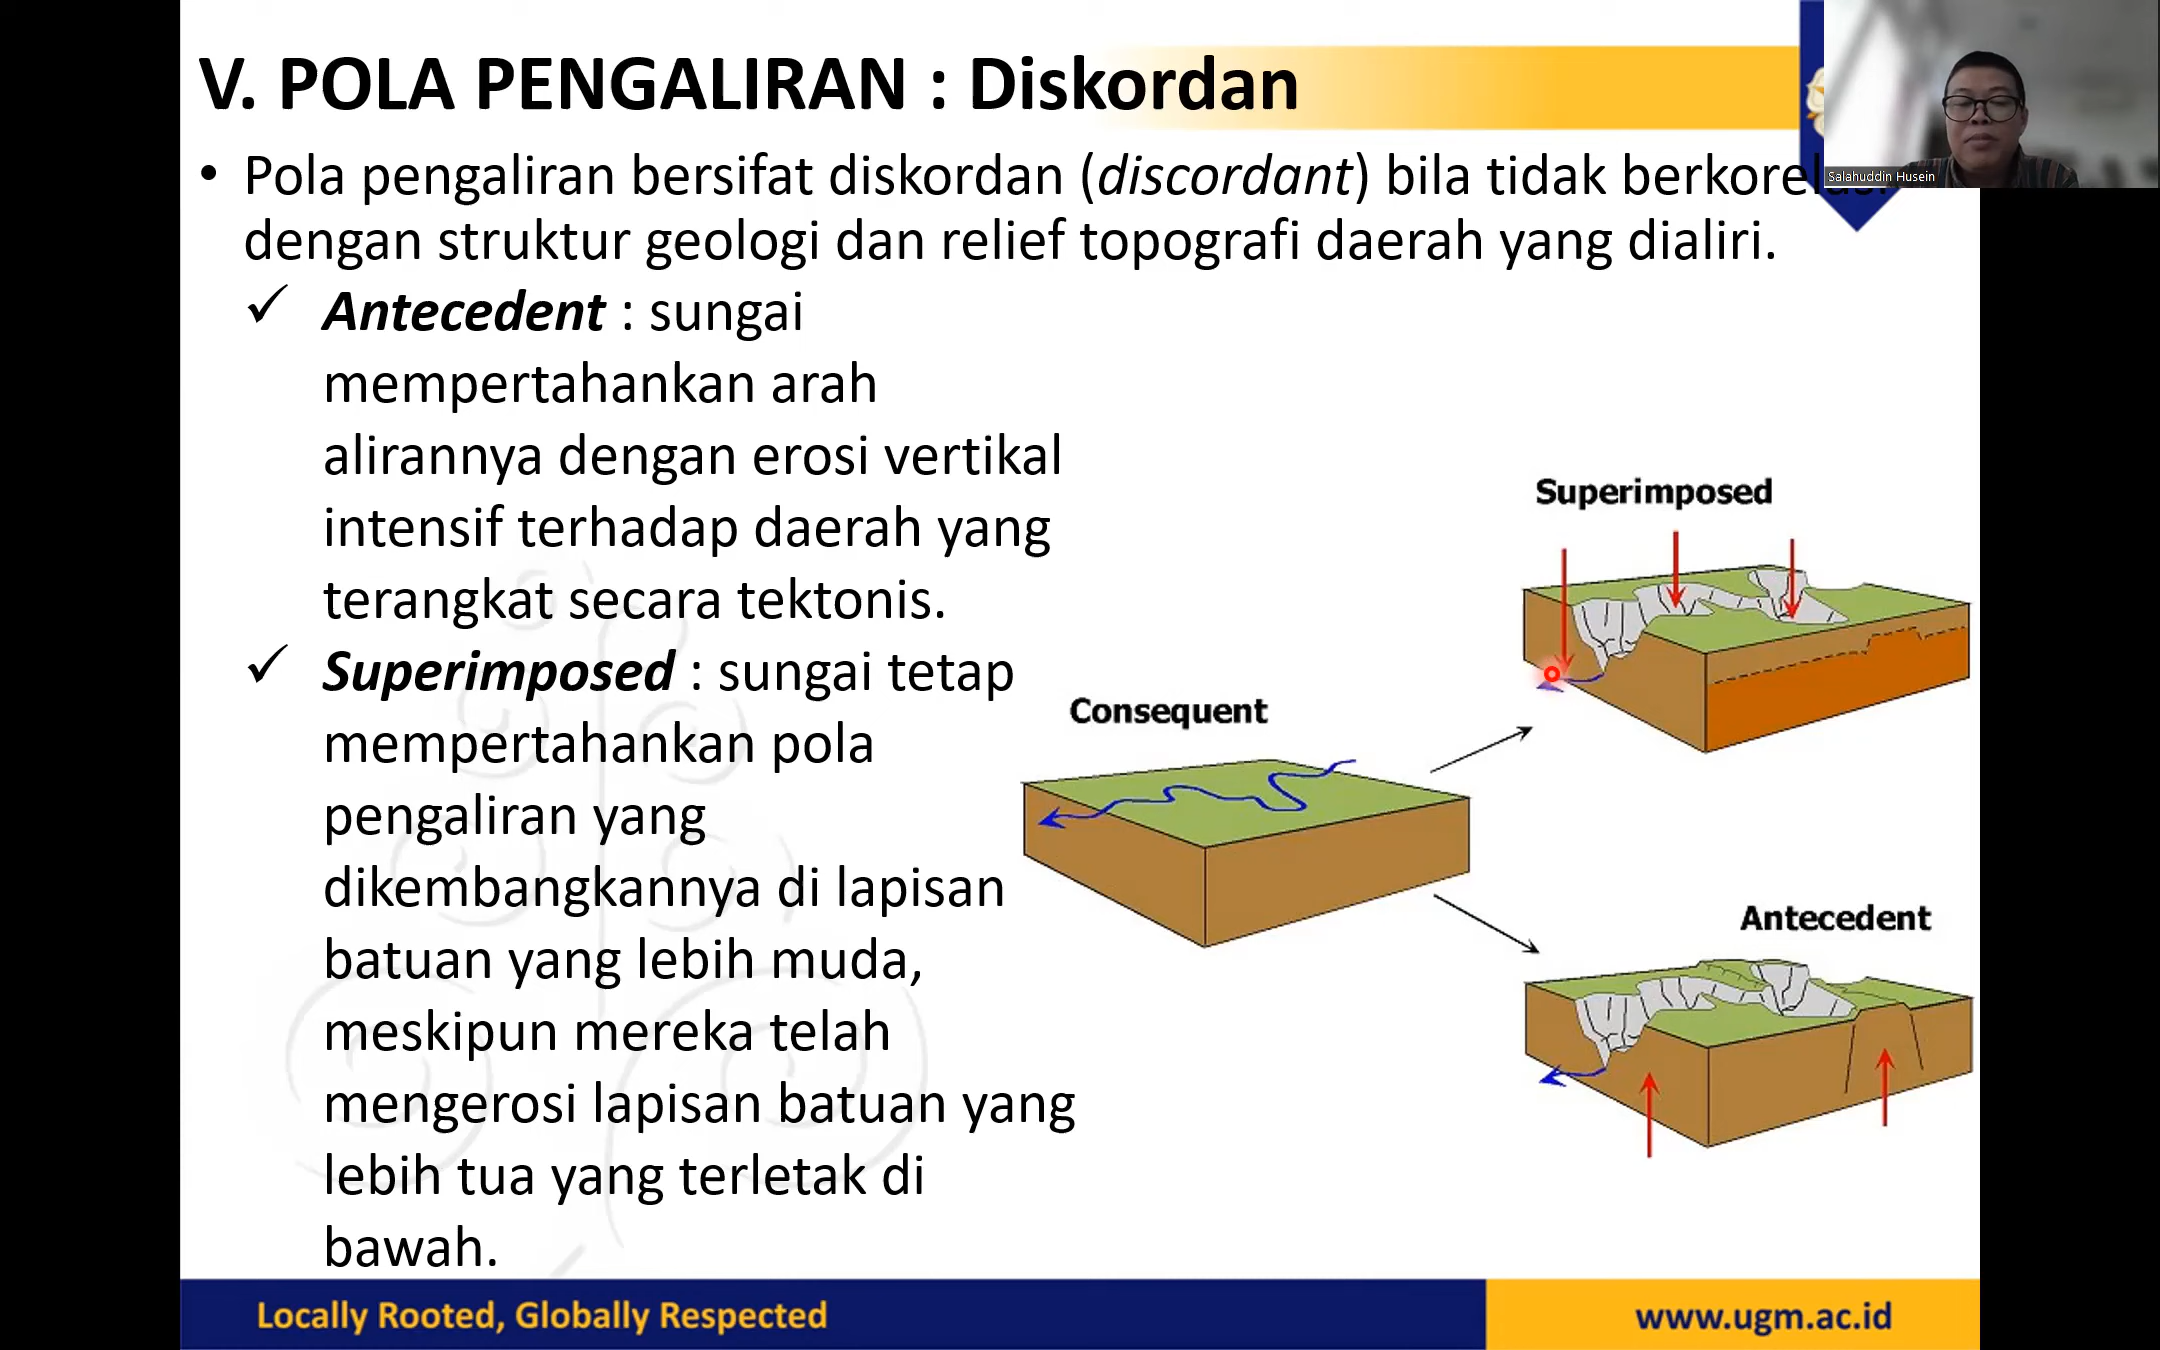 V. POLA PENGALIRAN : Diskordan
Salahuddin Husein
• Pola pengaliran bersifat diskordan (discordant) bila tidak
dengan struktur geologi dan relief topografi daerah yang dialiri.
✓ Antecedent : sungai
mempertahankan arah
alirannya dengan erosi vertikal
intensif terhadap daerah yang
terangkat secara tektonis.
✓ Superimposed : sungai tetap
mempertahankan pola
pengaliran yang
dikembangkannya di lapisan
batuan yang lebih muda,
meskipun mereka telah
mengerosi lapisan batuan yang
lebih tua yang terletak di
bawah.
Superimposed
Consequent
Antecedent
Locally Rooted, Globally Respected
www.ugm.ac.id